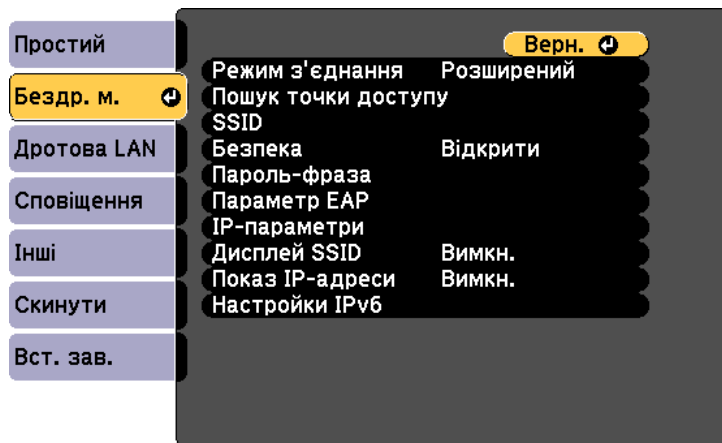 Простий
Бездр. м.
Дротова LAN
Сповіщення
Інші
Скинути
Вст. зав.
Верн.
Режим з'єднання Розширений
Пошук точки доступу
SSID
Безпека Відкрити
Пароль-фраза
Параметр EAP
IP-параметри
Дисплей SSID Вимкн.
Показ IP-адреси Вимкн.
Настройки IPv6